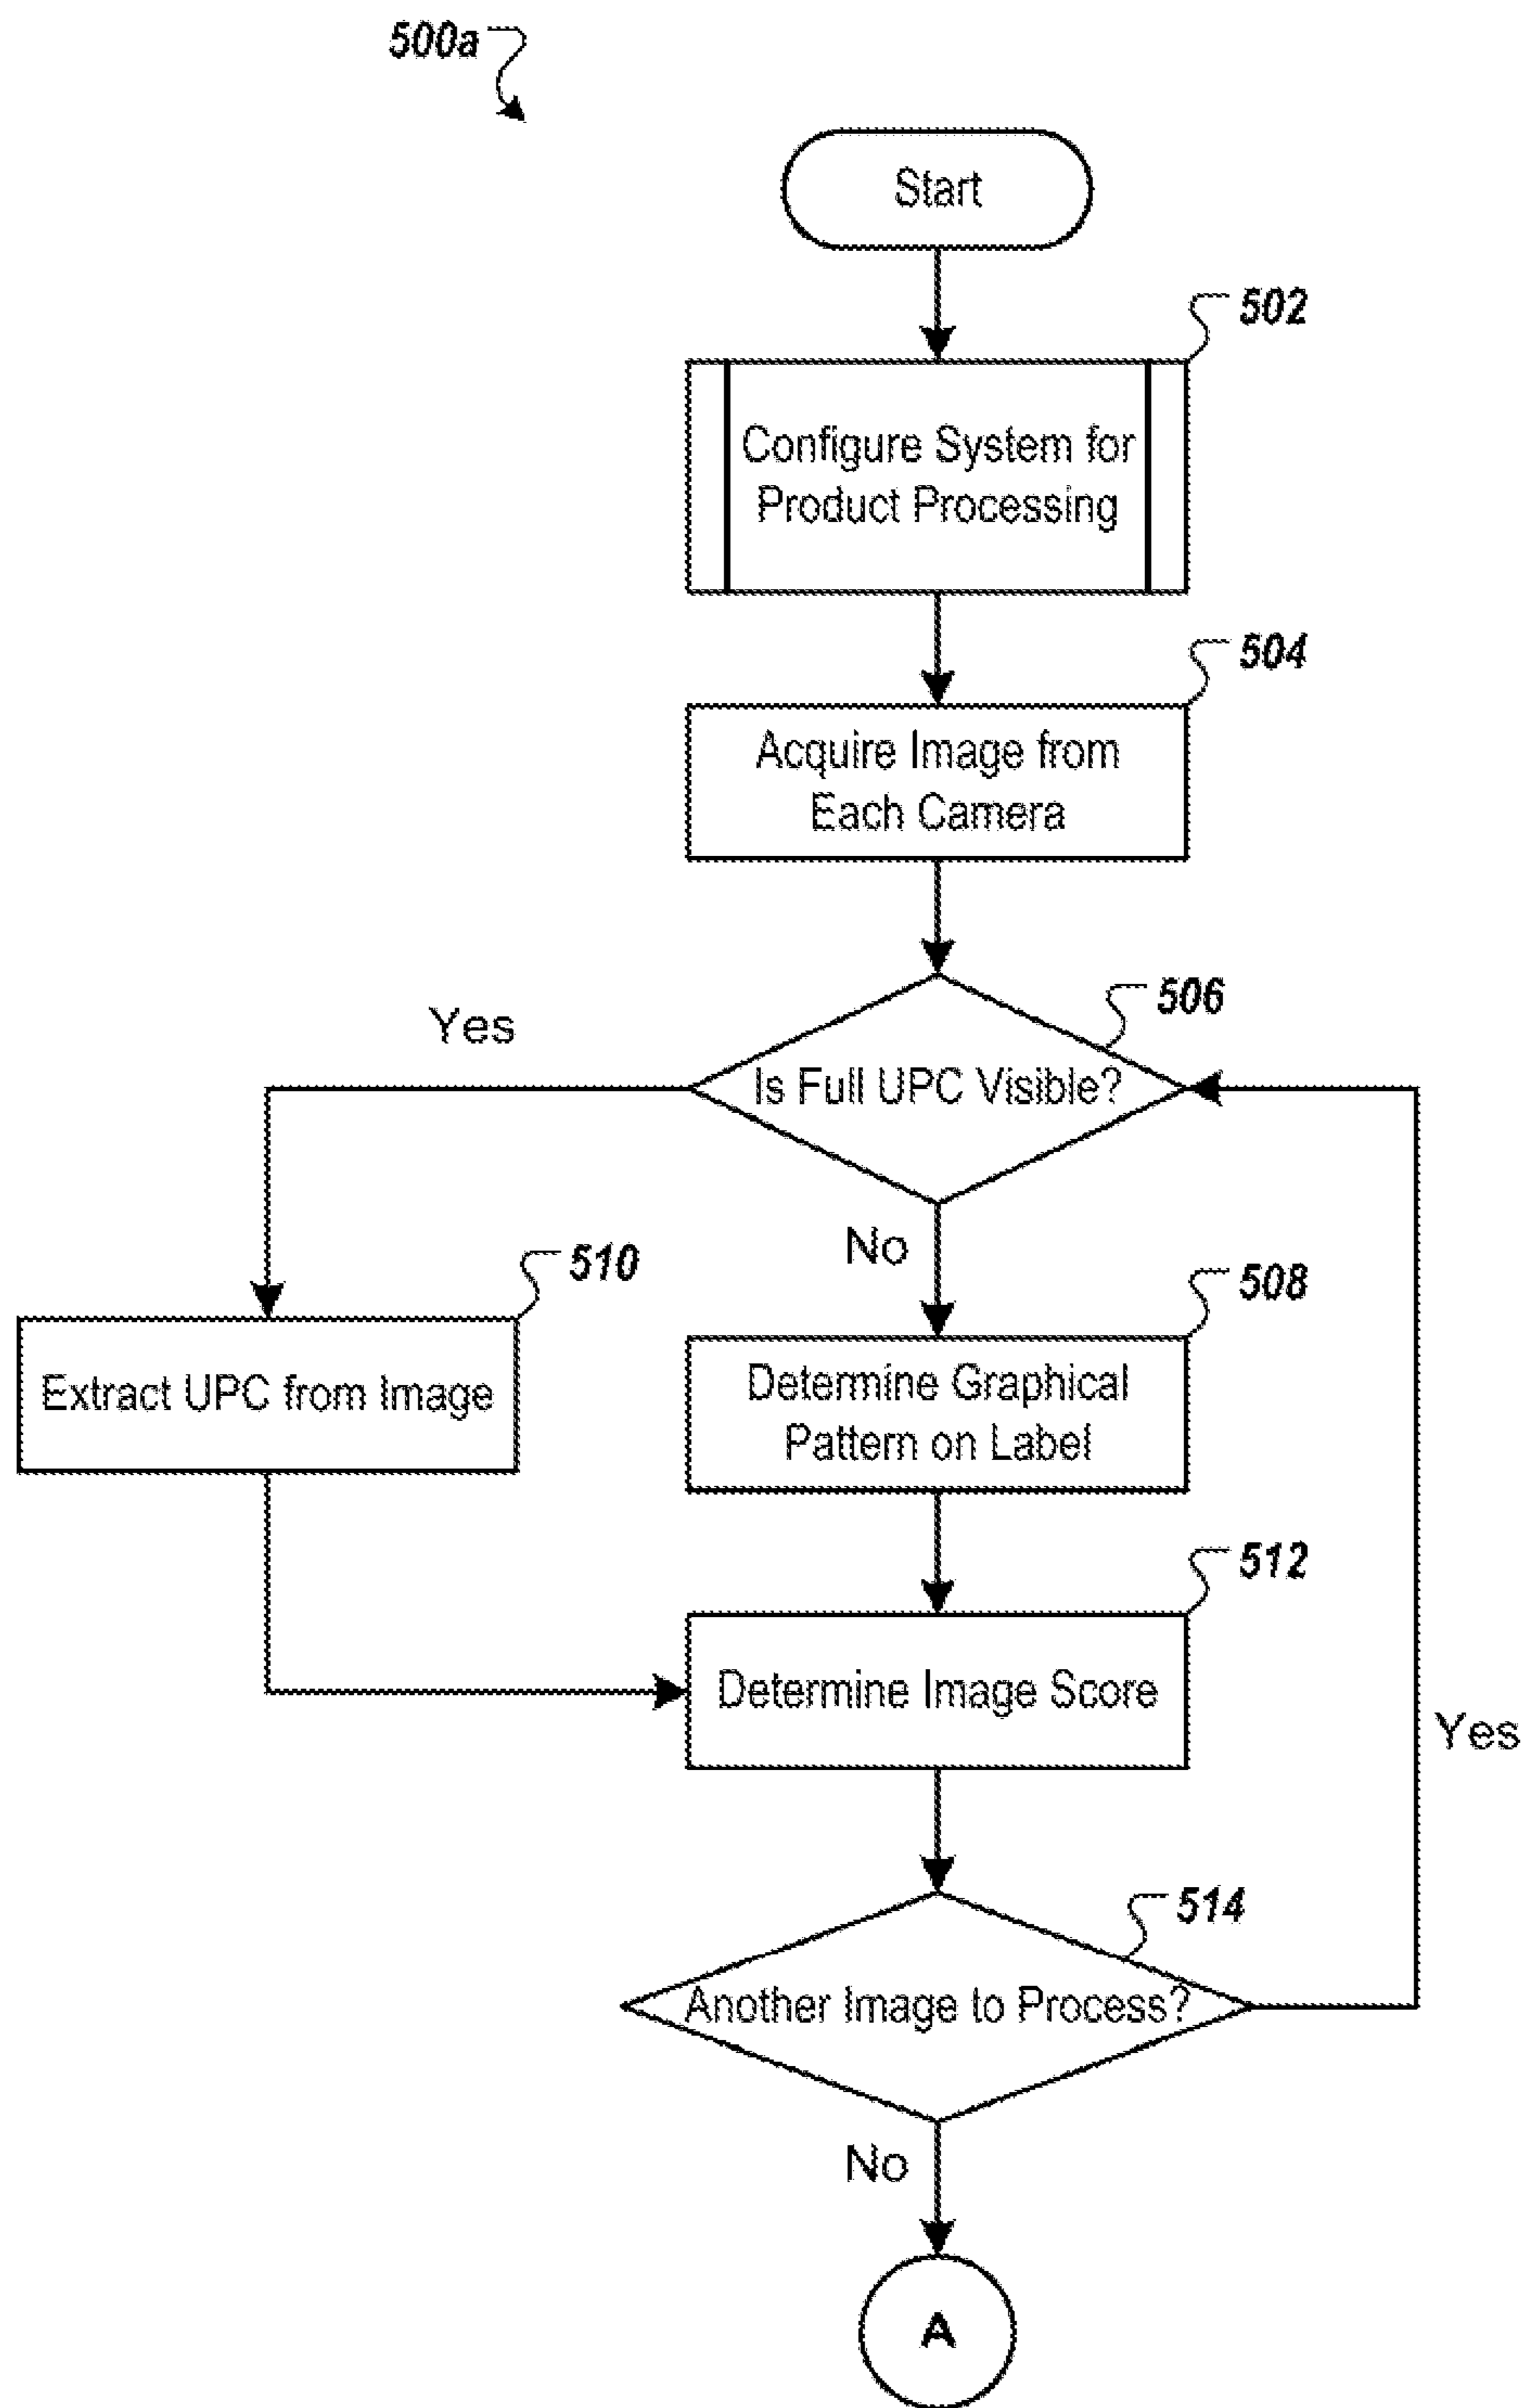 500a
Start
502
Configure System for
Product Processing
504
Acquire Image from
Each Camera
506
Yes
Is Full UPC Visible?
No
510
508
Extract UPC from Image
Determine Graphical
Pattern on Label
512
Determine Image Score
Yes
514
Another Image to Process?
No
A